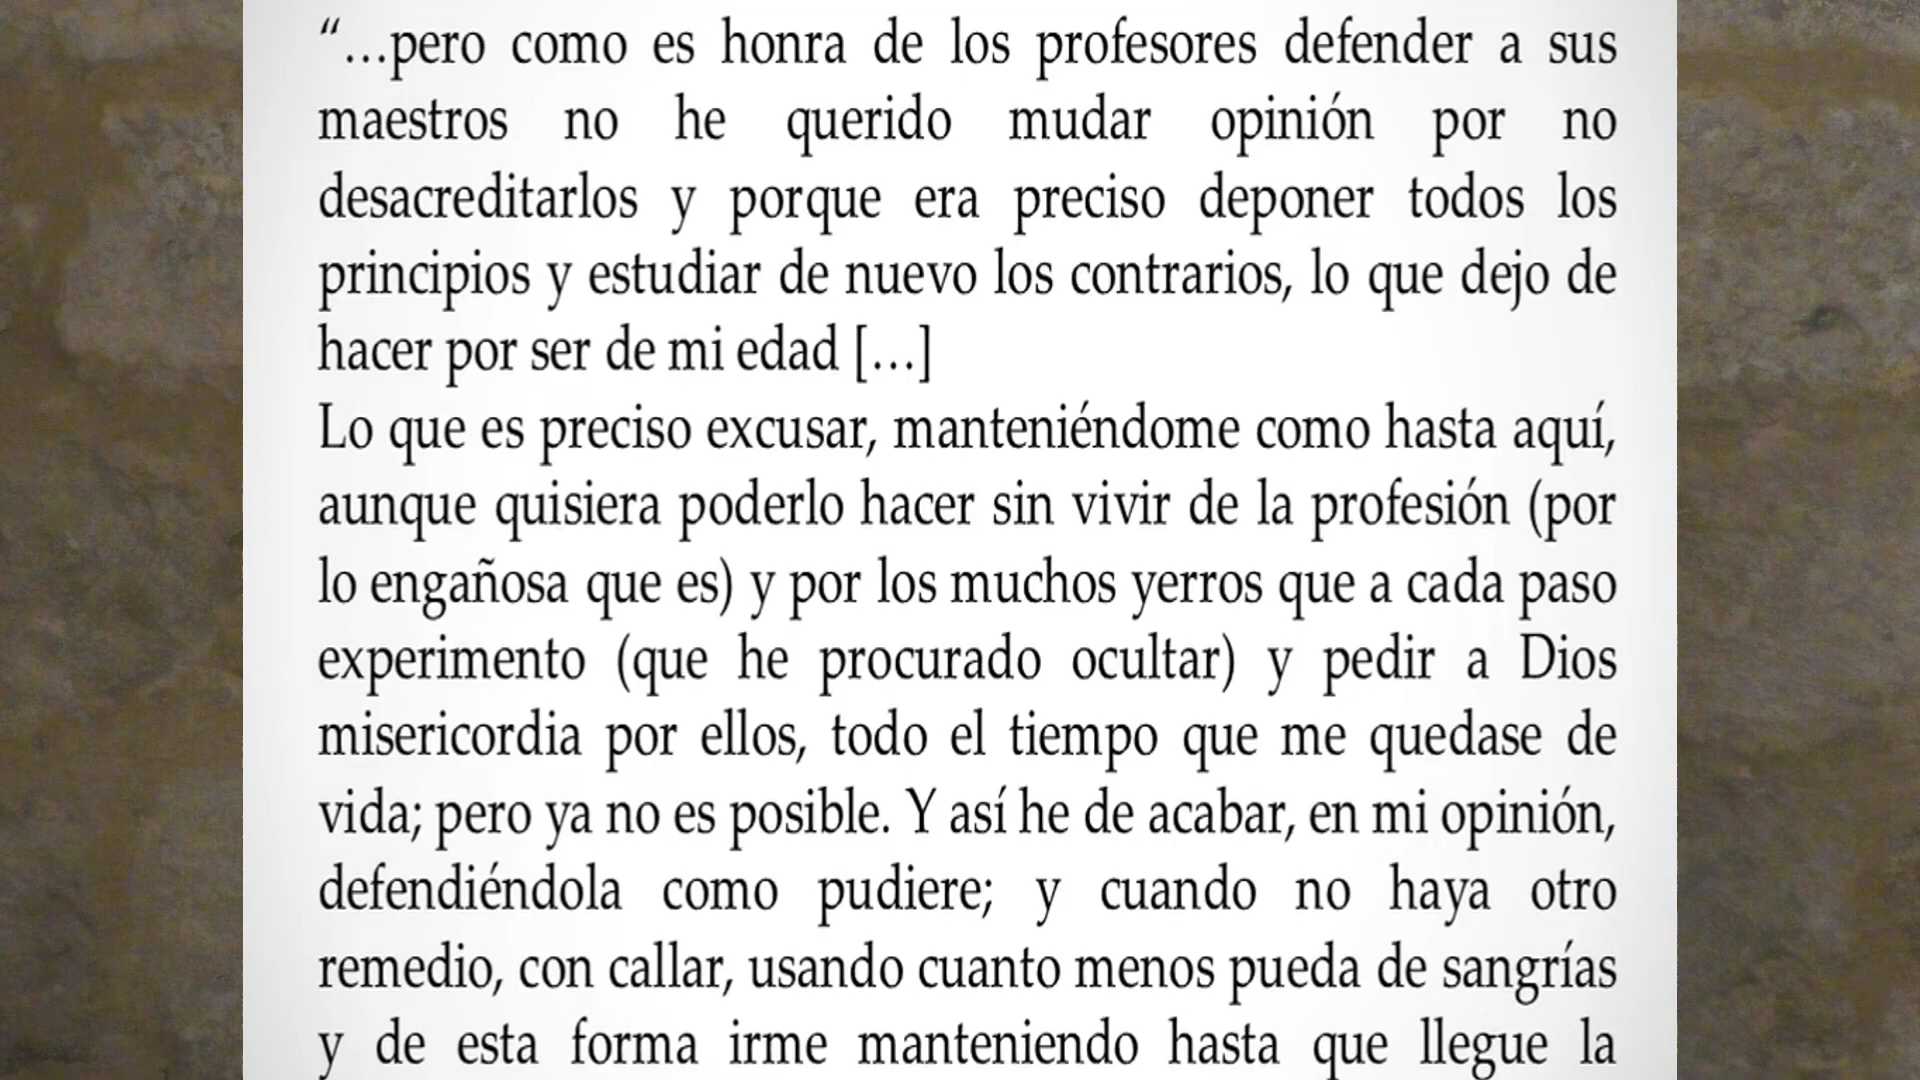 “…pero como es honra de los profesores defender a sus
maestros no he querido mudar opinión por no
desacreditarlos y porque era preciso deponer todos los
principios y estudiar de nuevo los contrarios, lo que dejo de
hacer por ser de mi edad […]
Lo que es preciso excusar, manteniéndome como hasta aquí,
aunque quisiera poderlo hacer sin vivir de la profesión (por
lo engañosa que es) y por los muchos yerros que a cada paso
experimento (que he procurado ocultar) y pedir a Dios
misericordia por ellos, todo el tiempo que me quedase de
vida; pero ya no es posible. Y así he de acabar, en mi opinión,
defendiéndola como pudiere; y cuando no haya otro
remedio, con callar, usando cuanto menos pueda de sangrías
y de esta forma irme manteniendo hasta que llegue la